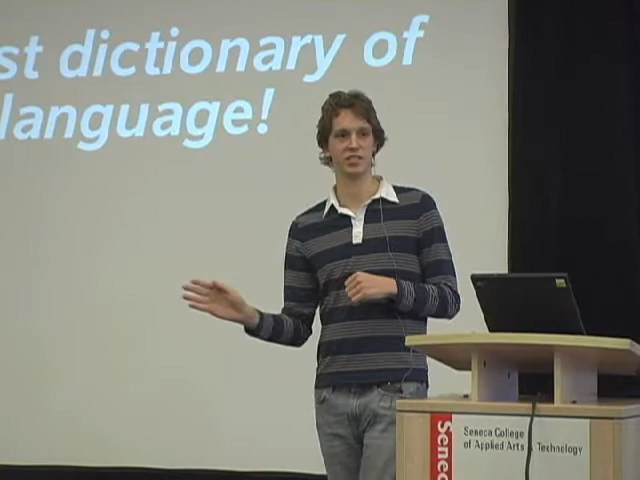 st dictionary of
language!
Seneca College
of Applied Arts & Technology
Senec